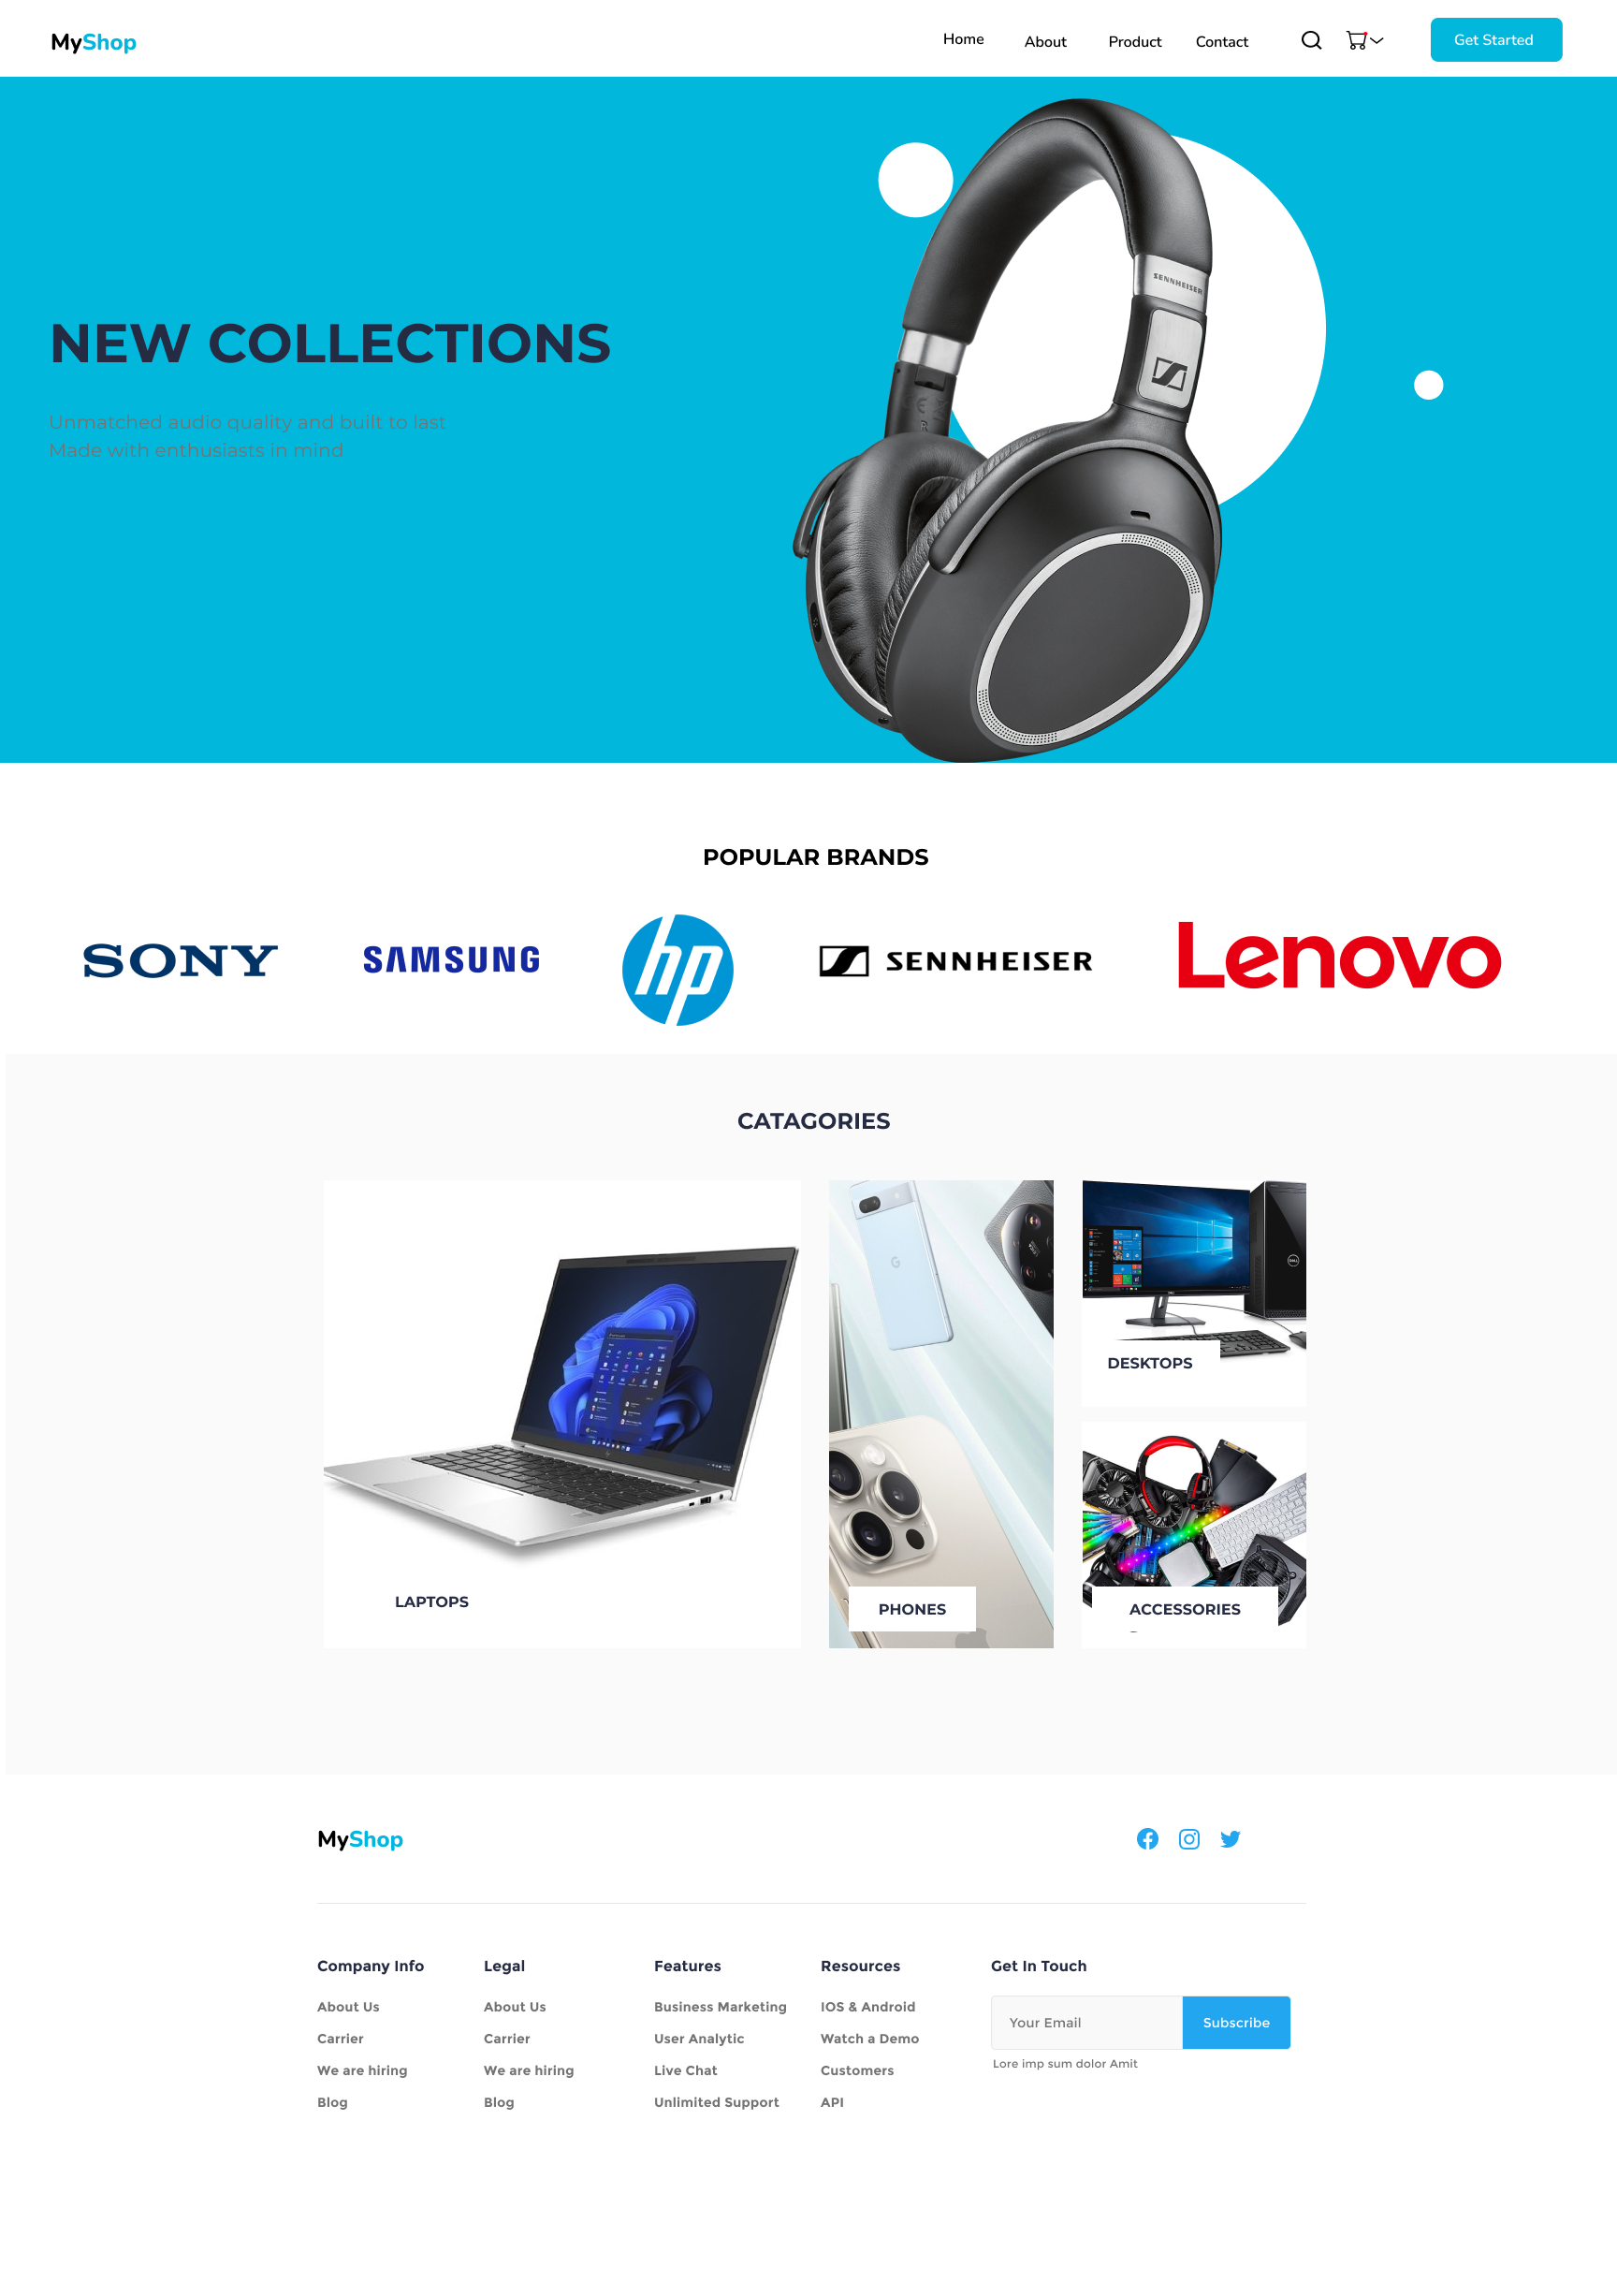 MyShop
Home
About
Product
Contact
Get Started
SENNHEISER
NEW COLLECTIONS
Unmatched audio quality and built to last
Made with enthusiasts in mind
POPULAR BRANDS
SONY
SAMSUNG
hp
SENNHEISER
Lenovo
CATAGORIES
G
DELL
DESKTOPS
LAPTOPS
PHONES
ACCESSORIES
MyShop
Company Info
About Us
Carrier
We are hiring
Blog
Legal
About Us
Carrier
We are hiring
Blog
Features
Business Marketing
User Analytic
Live Chat
Unlimited Support
Resources
IOS & Android
Watch a Demo
Customers
API
Get In Touch
Your Email
Subscribe
Lore imp sum dolor Amit